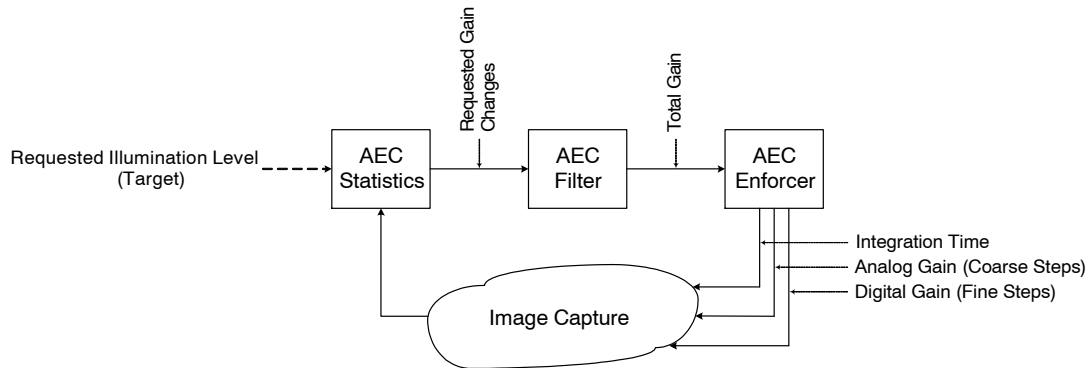 Requested Gain
Changes
Total Gain
Requested Illumination Level
(Target)
AEC
Statistics
AEC
Filter
AEC
Enforcer
Integration Time
Analog Gain (Coarse Steps)
Digital Gain (Fine Steps)
Image Capture